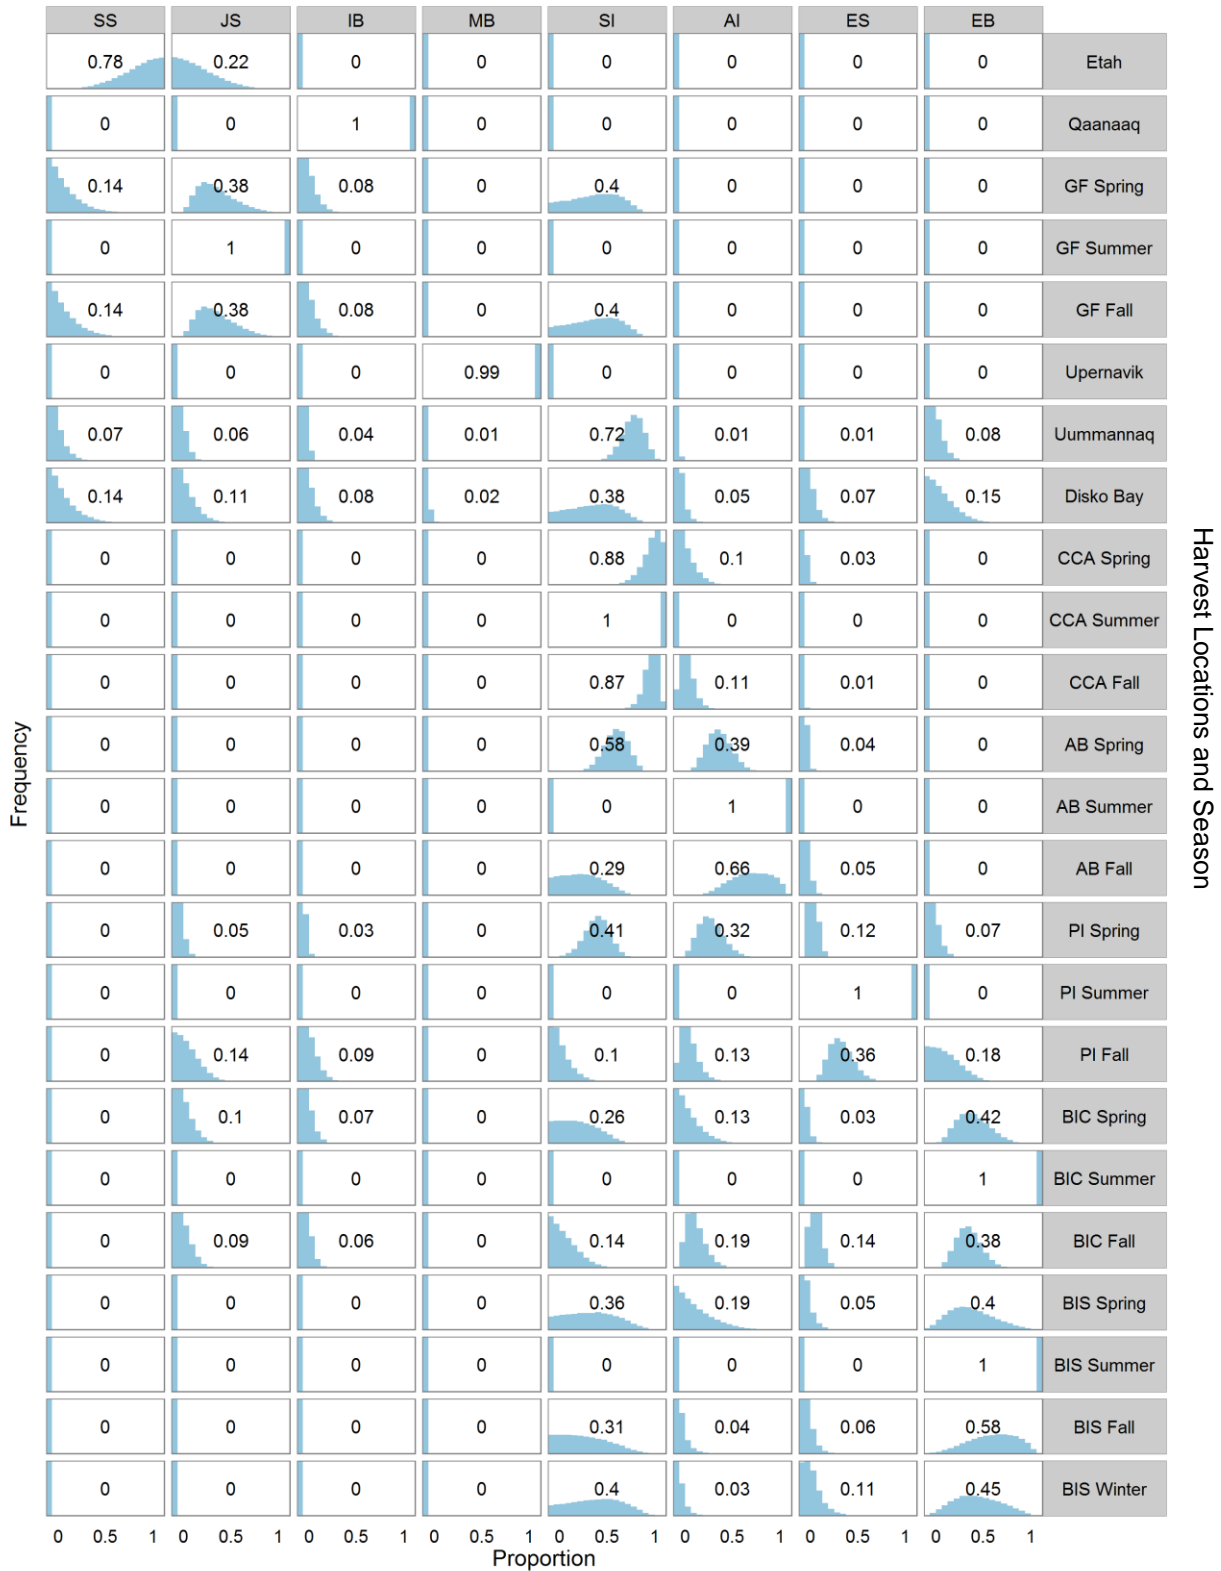 SS JS IB MB SI AI ES EB
0.78 0.22 0 0 0 0 0 0 Etah
0 0 1 0 0 0 0 0 Qaanaaq
0.14 0.38 0.08 0 0.4 0 0 0 GF Spring
0 1 0 0 0 0 0 0 GF Summer
0.14 0.38 0.08 0 0.4 0 0 0 GF Fall
0 0 0 0.99 0 0 0 0 Upernavik
0.07 0.06 0.04 0.01 0.72 0.01 0.01 0.08 Uummannaq
0.14 0.11 0.08 0.02 0.38 0.05 0.07 0.15 Disko Bay
0 0 0 0 0.88 0.1 0.03 0 CCA Spring
0 0 0 0 1 0 0 0 CCA Summer
0 0 0 0 0.87 0.11 0.01 0 CCA Fall
0 0 0 0 0.58 0.39 0.04 0 AB Spring
0 0 0 0 0 1 0 0 AB Summer
0 0 0 0 0.29 0.66 0.05 0 AB Fall
0 0.05 0.03 0 0.41 0.32 0.12 0.07 PI Spring
0 0 0 0 0 0 1 0 PI Summer
0 0.14 0.09 0 0.1 0.13 0.36 0.18 PI Fall
0 0.1 0.07 0 0.26 0.13 0.03 0.42 BIC Spring
0 0 0 0 0 0 0 1 BIC Summer
0 0.09 0.06 0 0.14 0.19 0.14 0.38 BIC Fall
0 0 0 0 0.36 0.19 0.05 0.4 BIS Spring
0 0 0 0 0 0 0 1 BIS Summer
0 0 0 0 0.31 0.04 0.06 0.58 BIS Fall
0 0 0 0 0.4 0.03 0.11 0.45 BIS Winter
0 0.5 1 0 0.5 1 0 0.5 1 0 0.5 1 0 0.5 1 0 0.5 1 0 0.5 1 0 0.5 1
Proportion
Frequency
Harvest Locations and Season